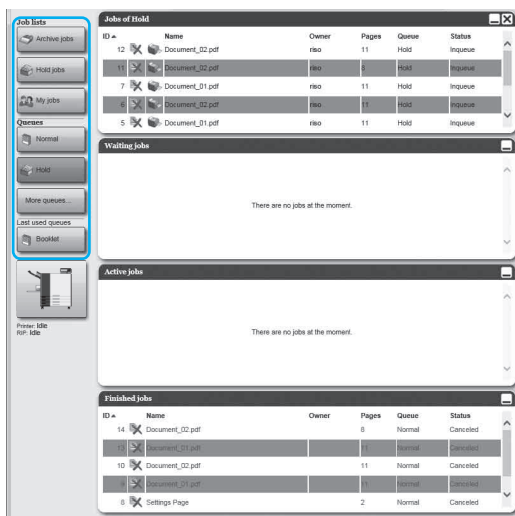 Job lists
Archive jobs
Hold jobs
My jobs
Queues
Normal
Hold
More queues...
Last used queues
Booklet
Printer: Idle
RIP: Idle
Jobs of Hold
ID Name Owner Pages Queue Status
12 Document_02.pdf riso 11 Hold Inqueue
11 Document_02.pdf riso 8 Hold Inqueue
7 Document_01.pdf riso 11 Hold Inqueue
6 Document_02.pdf riso 11 Hold Inqueue
5 Document_01.pdf riso 11 Hold Inqueue
Waiting jobs
There are no jobs at the moment.
Active jobs
There are no jobs at the moment.
Finished jobs
ID Name Owner Pages Queue Status
14 Document_02.pdf 8 Normal Canceled
13 Document_01.pdf 11 Normal Canceled
10 Document_02.pdf 11 Normal Canceled
9 Document_01.pdf 11 Normal Canceled
8 Settings Page 2 Normal Canceled